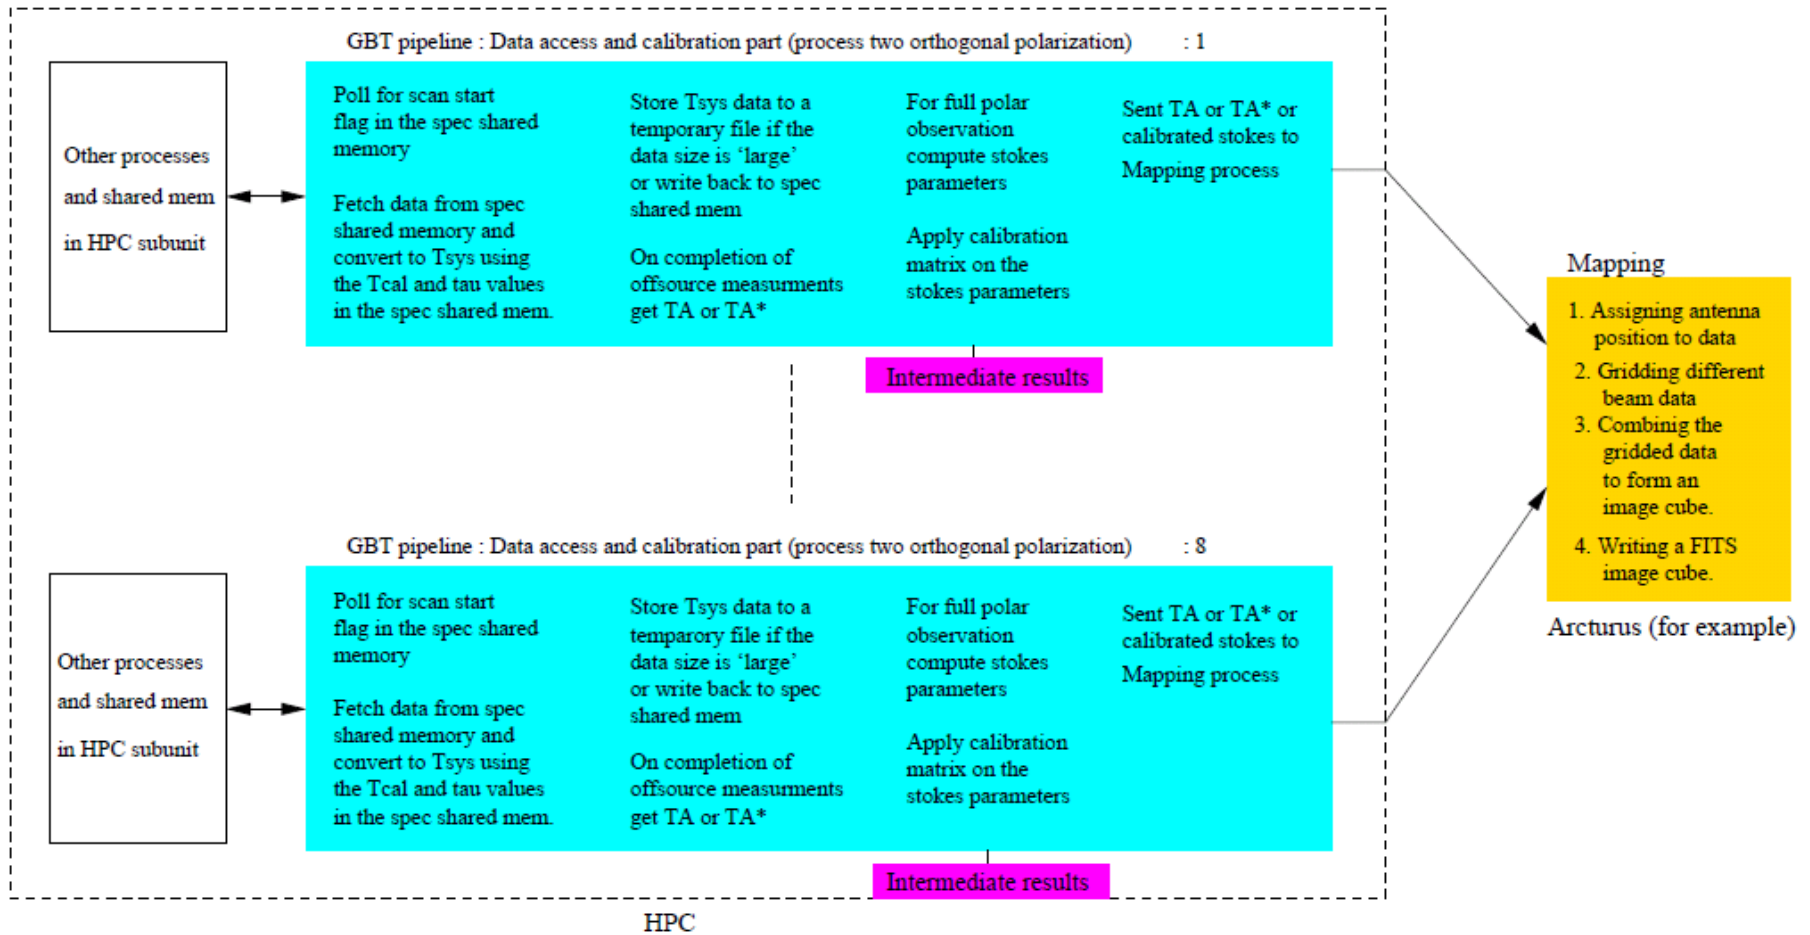 GBT pipeline : Data access and calibration part (process two orthogonal polarization) : 1
Other processes
and shared mem
in HPC subunit
Poll for scan start
flag in the spec shared
memory
Fetch data from spec
shared memory and
convert to Tsys using
the Tcal and tau values
in the spec shared mem.
Store Tsys data to a
temporary file if the
data size is ‘large’
or write back to spec
shared mem
On completion of
offsource measurments
get TA or TA*
For full polar
observation
compute stokes
parameters
Apply calibration
matrix on the
stokes parameters
Sent TA or TA* or
calibrated stokes to
Mapping process
Intermediate results
GBT pipeline : Data access and calibration part (process two orthogonal polarization) : 8
Other processes
and shared mem
in HPC subunit
Poll for scan start
flag in the spec shared
memory
Fetch data from spec
shared memory and
convert to Tsys using
the Tcal and tau values
in the spec shared mem.
Store Tsys data to a
temparory file if the
data size is ‘large’
or write back to spec
shared mem
On completion of
offsource measurments
get TA or TA*
For full polar
observation
compute stokes
parameters
Apply calibration
matrix on the
stokes parameters
Sent TA or TA* or
calibrated stokes to
Mapping process
Intermediate results
HPC
Mapping
1. Assigning antenna
position to data
2. Gridding different
beam data
3. Combinig the
gridded data
to form an
image cube.
4. Writing a FITS
image cube.
Arcturus (for example)